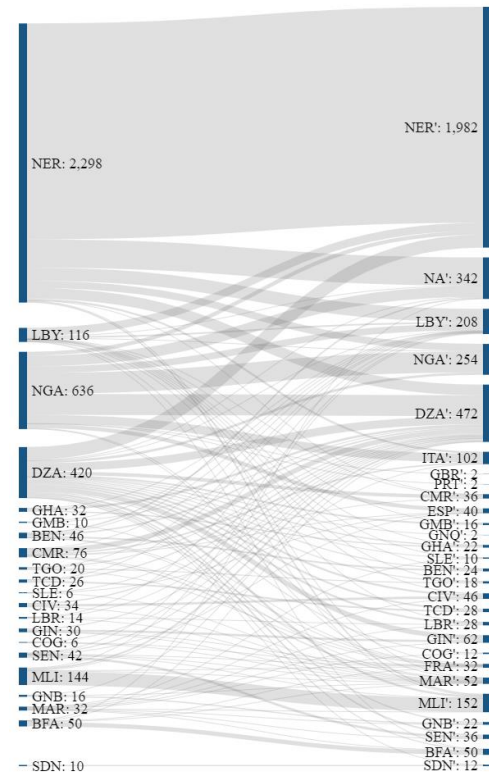 NER: 2,298
LBY: 116
NGA: 636
DZA: 420
GHA: 32
GMB: 10
BEN: 46
CMR: 76
TGO: 20
TCD: 26
SLE: 6
CIV: 34
LBR: 14
GIN: 30
COG: 6
SEN: 42
MLI: 144
GNB: 16
MAR: 32
BFA: 50
SDN: 10
NER': 1,982
NA': 342
LBY': 208
NGA': 254
DZA': 472
ITA': 102
GBR': 2
PRT': 2
CMR': 36
ESP': 40
GMB': 16
GNQ': 2
GHA': 22
SLE': 10
BEN': 24
TGO': 18
CIV': 46
TCD': 28
LBR': 28
GIN': 62
COG': 12
FRA': 32
MAR': 52
MLI': 152
GNB': 22
SEN': 36
BFA': 50
SDN': 12